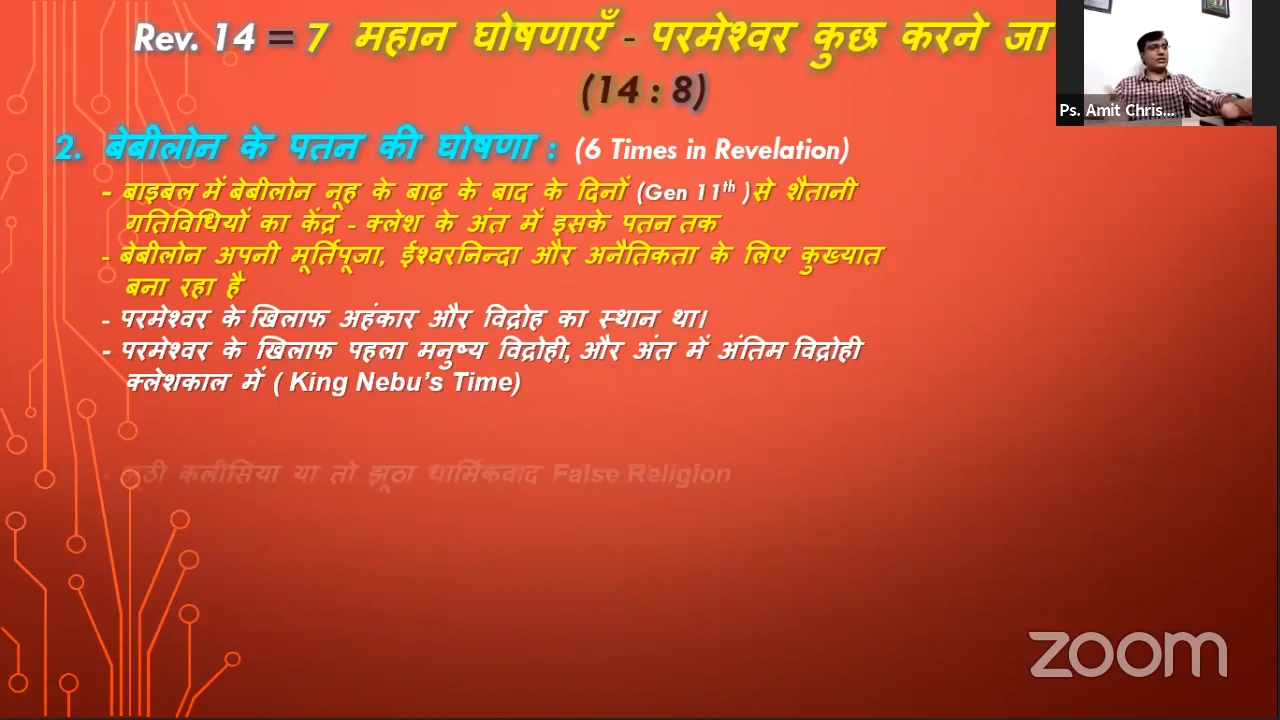 Rev. 14 = 7 महान घोषणाएँ - परमेश्वर कुछ करने जा
(14 : 8)
Ps. Amit Chris...
2. बेबीलोन के पतन की घोषणा : (6 Times in Revelation)
- बाइबल में बेबीलोन नूह के बाढ़ के बाद के दिनों (Gen 11th )से शैतानी
गतिविधियों का केंद्र - क्लेश के अंत में इसके पतन तक
- बेबीलोन अपनी मूर्तिपूजा, ईश्वरनिन्दा और अनैतिकता के लिए कुख्यात
बना रहा है
- परमेश्वर के खिलाफ अहंकार और विद्रोह का स्थान था।
- परमेश्वर के खिलाफ पहला मनुष्य विद्रोही, और अंत में अंतिम विद्रोही
क्लेशकाल में ( King Nebu's Time)
- झूठी कलीसिया या तो झूठा धार्मिकवाद False Religion
zoom